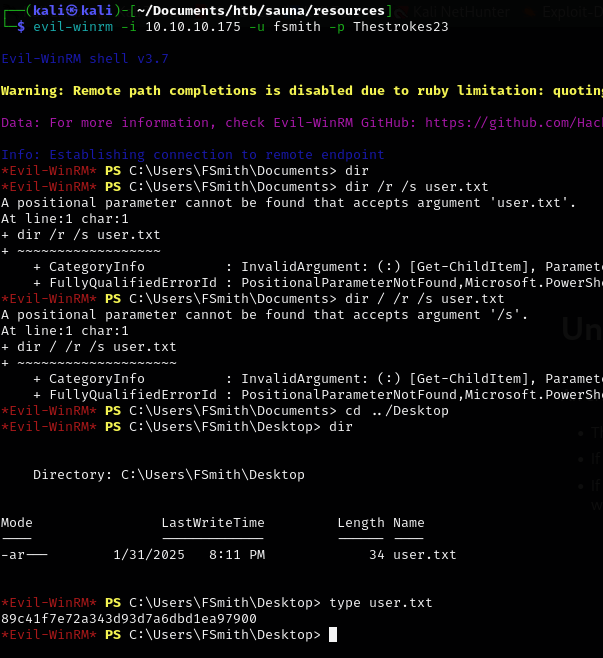 ┌──(kali㉿kali)-[~/Documents/htb/sauna/resources]
└─$ evil-winrm -i 10.10.10.175 -u fsmith -p Thestrokes23
Evil-WinRM shell v3.7
Warning: Remote path completions is disabled due to ruby limitation: quoting
Data: For more information, check Evil-WinRM GitHub: https://github.com/Hac
Info: Establishing connection to remote endpoint
*Evil-WinRM* PS C:\Users\FSmith\Documents> dir
*Evil-WinRM* PS C:\Users\FSmith\Documents> dir /r /s user.txt
A positional parameter cannot be found that accepts argument 'user.txt'.
At line:1 char:1
+ dir /r /s user.txt
+ ~~~~~~~~~~~~~~~~~~
    + CategoryInfo          : InvalidArgument: (:) [Get-ChildItem], Paramete
    + FullyQualifiedErrorId : PositionalParameterNotFound,Microsoft.PowerShe
*Evil-WinRM* PS C:\Users\FSmith\Documents> dir / /r /s user.txt
A positional parameter cannot be found that accepts argument '/s'.
At line:1 char:1
+ dir / /r /s user.txt
+ ~~~~~~~~~~~~~~~~~~~~
    + CategoryInfo          : InvalidArgument: (:) [Get-ChildItem], Paramete
    + FullyQualifiedErrorId : PositionalParameterNotFound,Microsoft.PowerShe
*Evil-WinRM* PS C:\Users\FSmith\Documents> cd ../Desktop
*Evil-WinRM* PS C:\Users\FSmith\Desktop> dir
    Directory: C:\Users\FSmith\Desktop
Mode                LastWriteTime         Length Name
----                -------------         ------ ----
-ar---        1/31/2025   8:11 PM             34 user.txt
*Evil-WinRM* PS C:\Users\FSmith\Desktop> type user.txt
89c41f7e72a343d93d7a6dbd1ea97900
*Evil-WinRM* PS C:\Users\FSmith\Desktop>